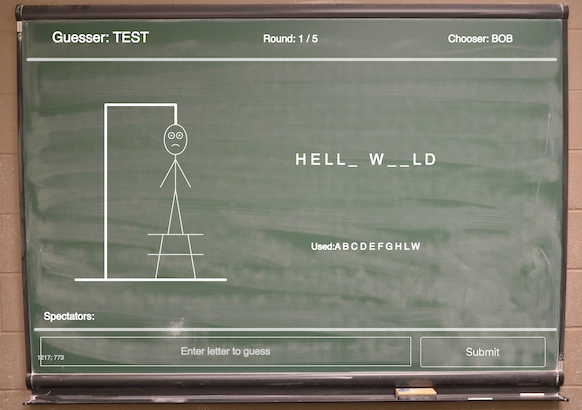 Guesser: TEST
Round: 1 / 5
Chooser: BOB
HELL_ W__LD
Used:A B C D E F G H L W
Spectators:
1217; 773
Enter letter to guess
Submit